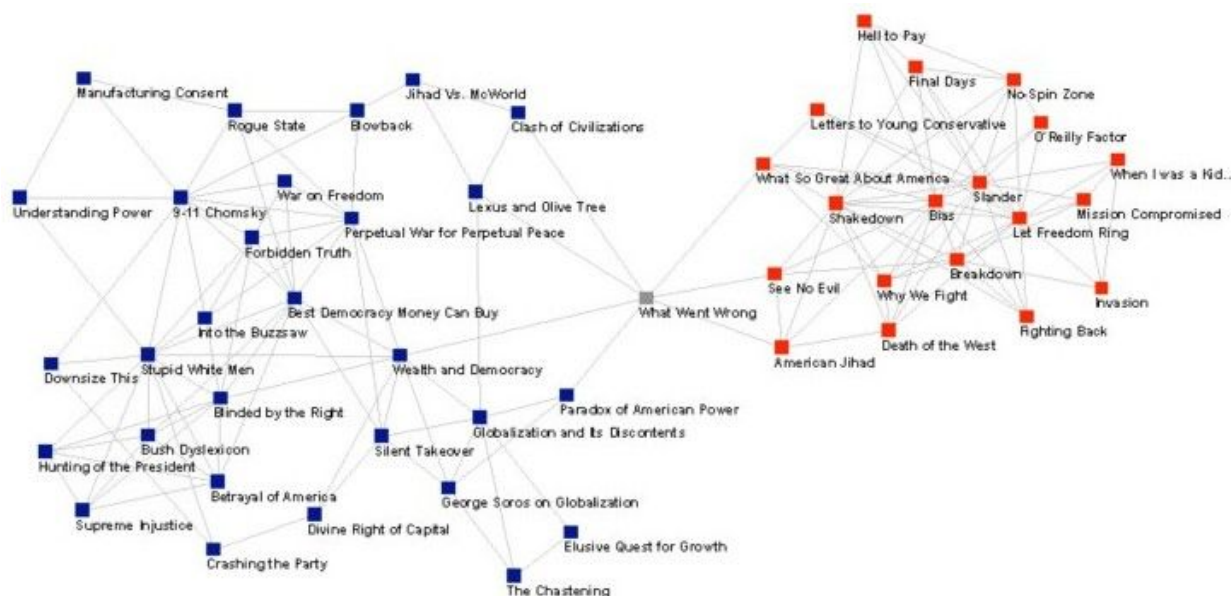 Hell to Pay
Final Days
No-Spin Zone
Manufacturing Consent
Jihad Vs. McWorld
Rogue State
Blowback
Clash of Civilizations
Letters to Young Conservative
O'Reilly Factor
What So Great About America
When I was a Kid..
War on Freedom
Lexus and Olive Tree
Slander
Understanding Power
9-11 Chomsky
Shakedown
Bias
Mission Compromised
Perpetual War for Perpetual Peace
Let Freedom Ring
Forbidden Truth
Breakdown
See No Evil
Why We Fight
Invasion
Best Democracy Money Can Buy
What Went Wrong
Into the Buzzsaw
Fighting Back
Death of the West
American Jihad
Downsize This
Stupid White Men
Wealth and Democracy
Blinded by the Right
Paradox of American Power
Globalization and Its Discontents
Bush Dyslexicon
Silent Takeover
Hunting of the President
Betrayal of America
George Soros on Globalization
Supreme Injustice
Divine Right of Capital
Elusive Quest for Growth
Crashing the Party
The Chastening